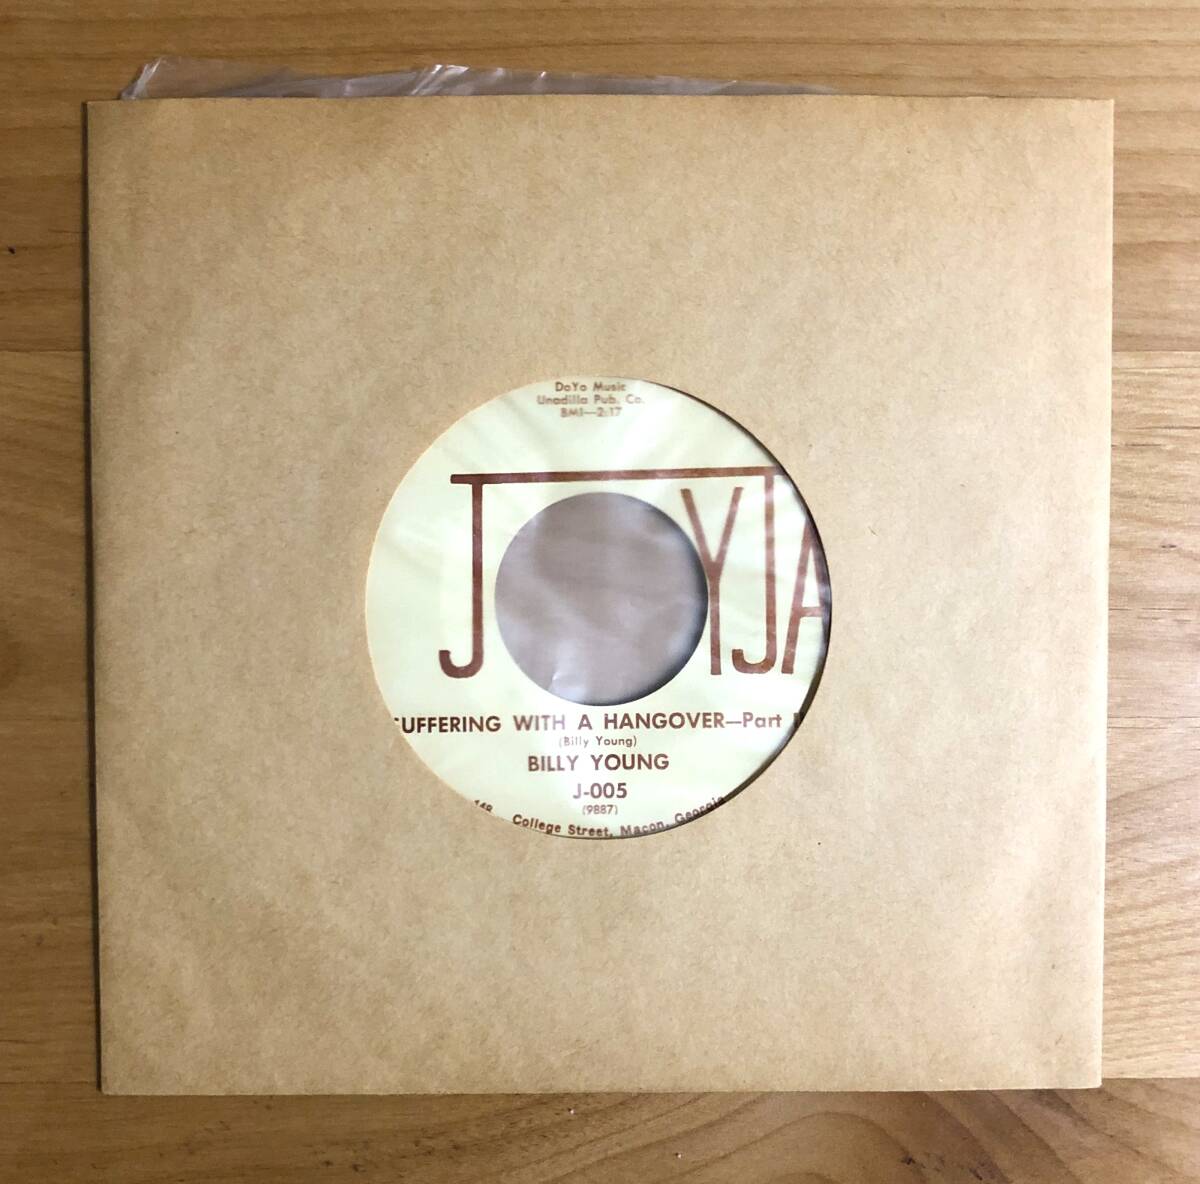 DoYo Music
Unadilla Pub. Co.
BMI—2:17
JOYJA
SUFFERING WITH A HANGOVER—Part
(Billy Young)
BILLY YOUNG
J-005
(9887)
College Street, Macon, Georgia